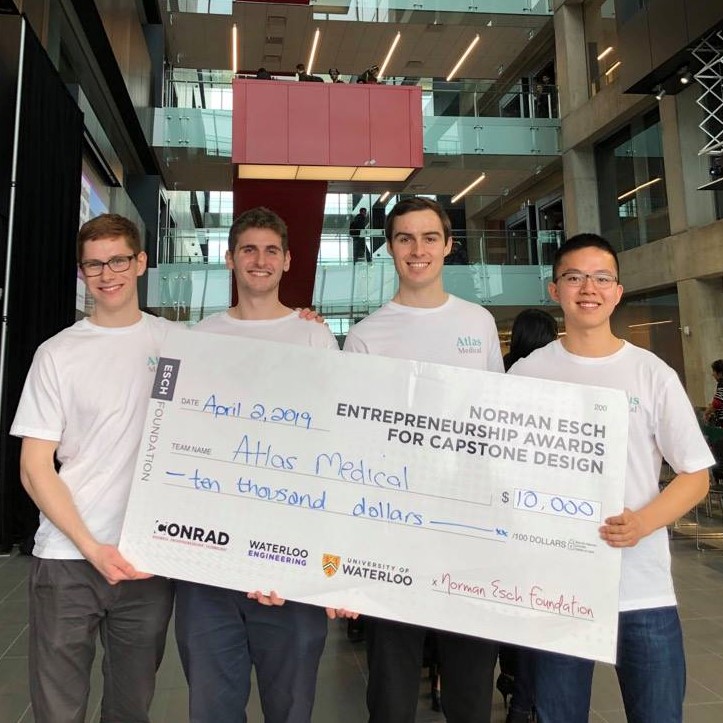 Atlas
Medical
ESCH
FOUNDATION
200
NORMAN ESCH
ENTREPRENEURSHIP AWARDS
FOR CAPSTONE DESIGN
DATE April 2, 2019
TEAM NAME Atlas Medical
$ 10,000
- ten thousand dollars - xx /100 DOLLARS
CONRAD
WATERLOO
ENGINEERING
UNIVERSITY OF
WATERLOO
x Norman Esch Foundation